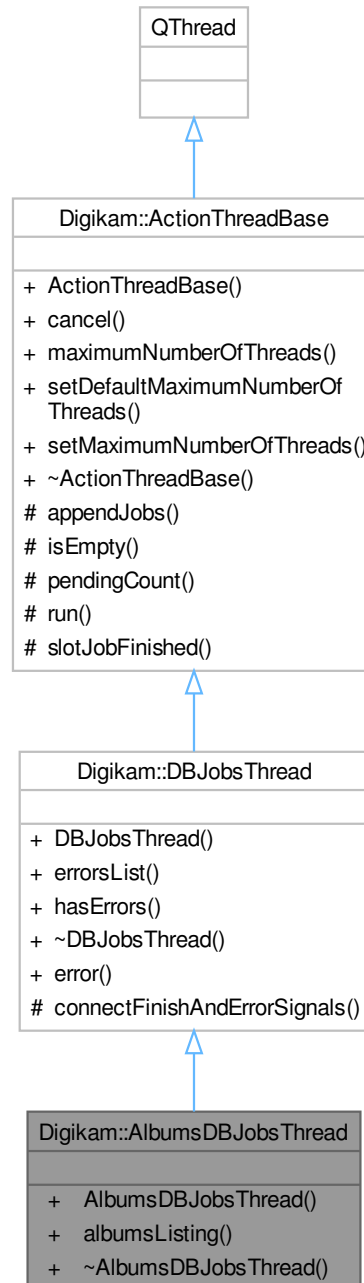 QThread
Digikam::ActionThreadBase
+ ActionThreadBase()
+ cancel()
+ maximumNumberOfThreads()
+ setDefaultMaximumNumberOf
Threads()
+ setMaximumNumberOfThreads()
+ ~ActionThreadBase()
# appendJobs()
# isEmpty()
# pendingCount()
# run()
# slotJobFinished()
Digikam::DBJobsThread
+ DBJobsThread()
+ errorsList()
+ hasErrors()
+ ~DBJobsThread()
+ error()
# connectFinishAndErrorSignals()
Digikam::AlbumsDBJobsThread
+ AlbumsDBJobsThread()
+ albumsListing()
+ ~AlbumsDBJobsThread()